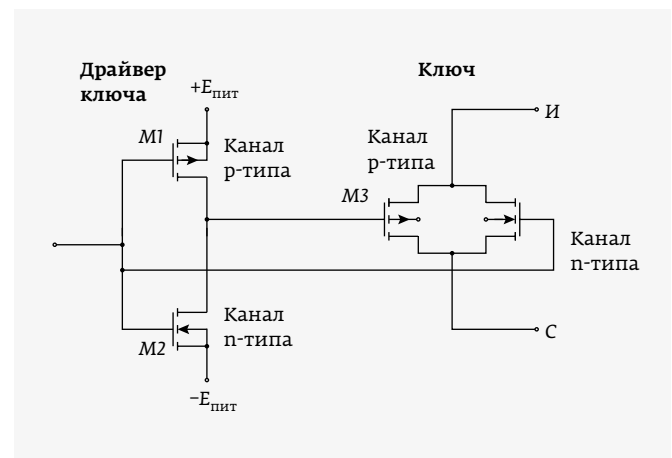 Драйвер
ключа
Ключ
+Eпит
И
M1
Канал
p-типа
Канал
p-типа
M3
Канал
n-типа
Канал
n-типа
M2
С
−Eпит